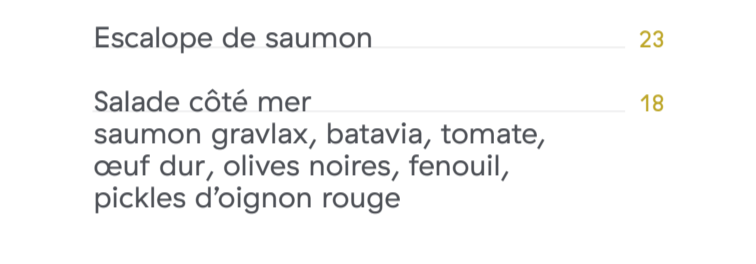 Escalope de saumon 23
Salade côté mer 18
saumon gravlax, batavia, tomate,
œuf dur, olives noires, fenouil,
pickles d’oignon rouge